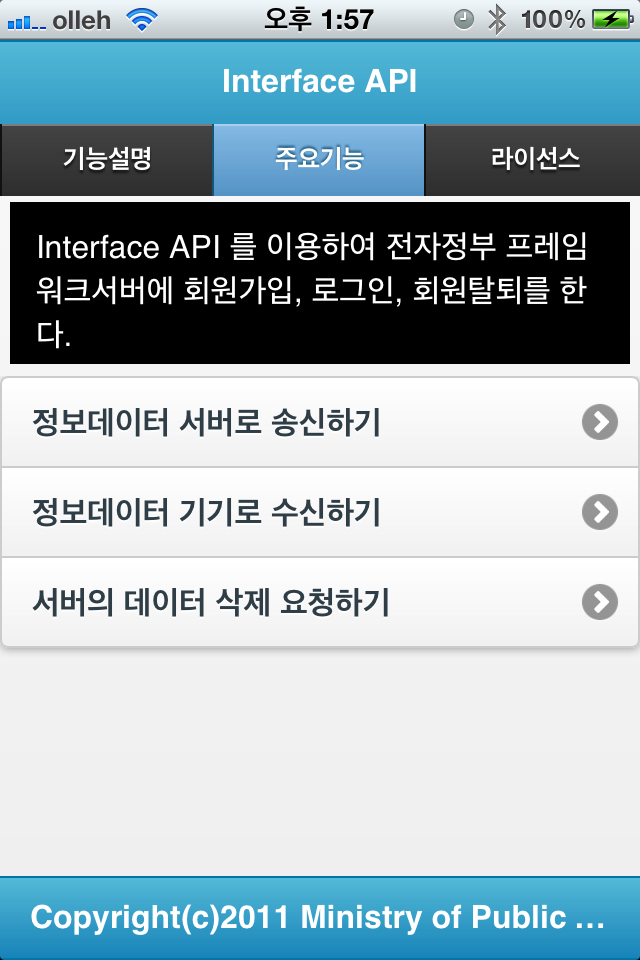 olleh 오후 1:57 100%
Interface API
기능설명 주요기능 라이선스
Interface API 를 이용하여 전자정부 프레임
워크서버에 회원가입, 로그인, 회원탈퇴를 한
다.
정보데이터 서버로 송신하기
정보데이터 기기로 수신하기
서버의 데이터 삭제 요청하기
Copyright(c)2011 Ministry of Public ...